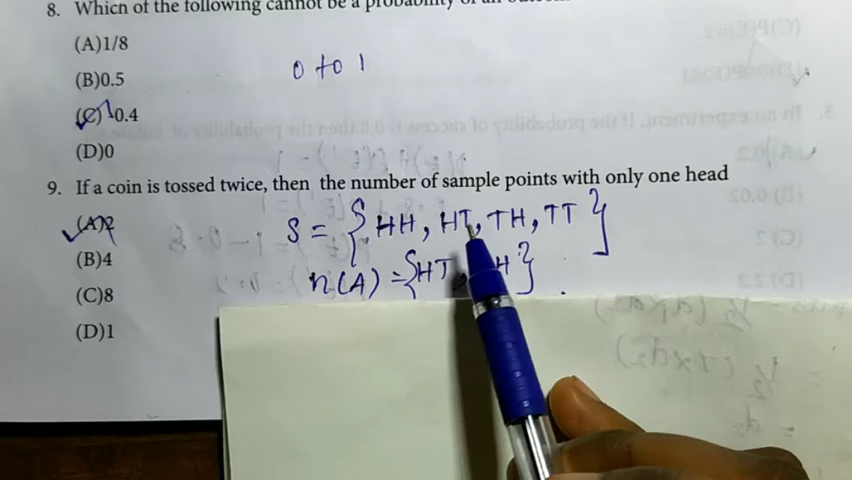 8. Which of the following cannot be a probability of an
(A)1/8
0 to 1
(B)0.5
(C)-0.4
(D)0
9. If a coin is tossed twice, then the number of sample points with only one head
(A)2
S = {HH, HT, TH, TT}
(B)4
n(A) = {HT, H}
(C)8
(D)1